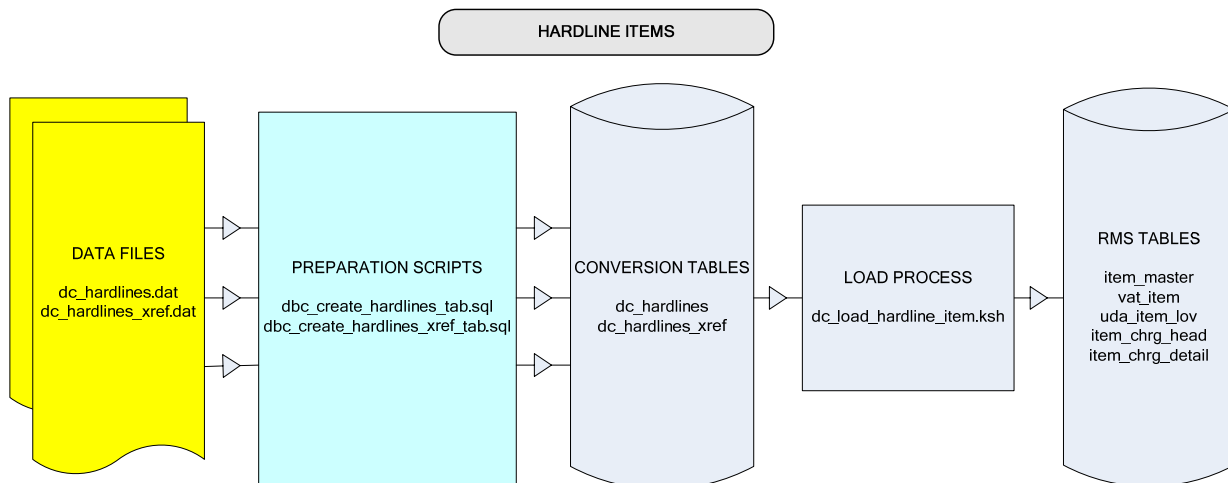 HARDLINE ITEMS
DATA FILES
dc_hardlines.dat
dc_hardlines_xref.dat
PREPARATION SCRIPTS
dbc_create_hardlines_tab.sql
dbc_create_hardlines_xref_tab.sql
CONVERSION TABLES
dc_hardlines
dc_hardlines_xref
LOAD PROCESS
dc_load_hardline_item.ksh
RMS TABLES
item_master
vat_item
uda_item_lov
item_chrg_head
item_chrg_detail